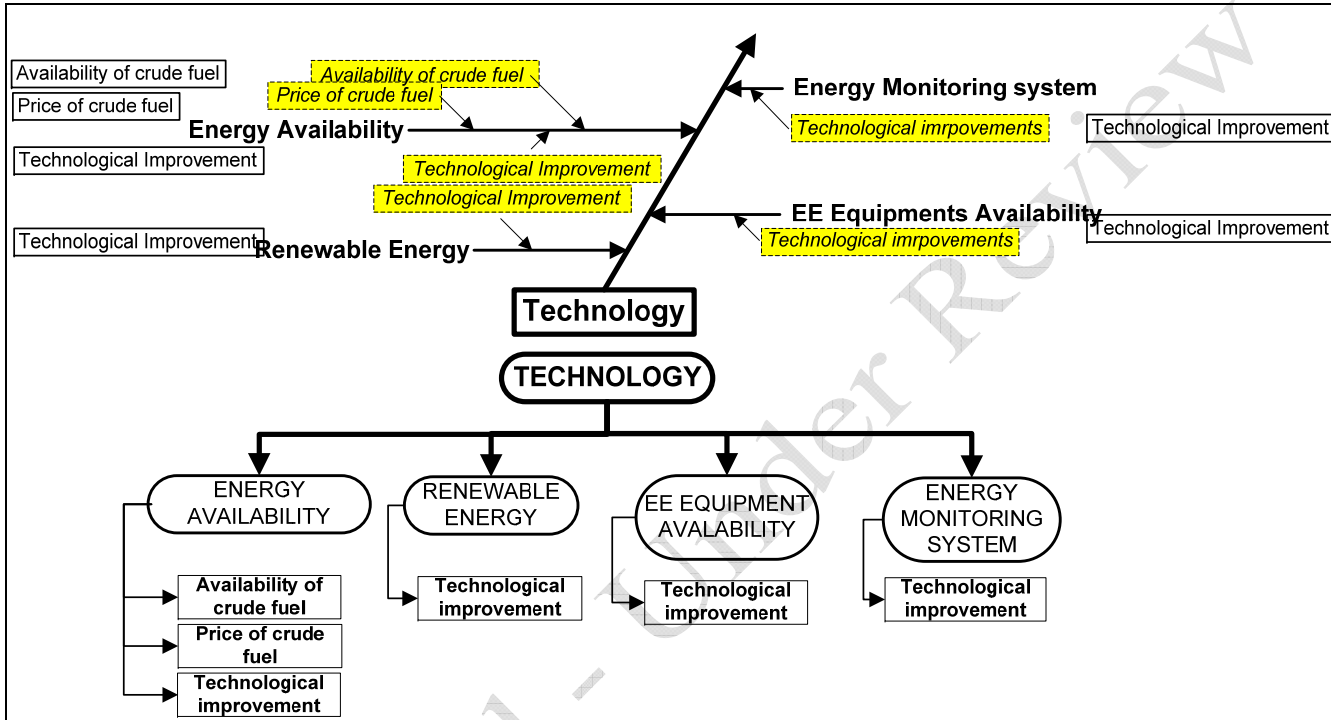 Availability of crude fuel
Price of crude fuel
Technological Improvement
Technological Improvement
Availability of crude fuel
Price of crude fuel
Energy Availability
Technological Improvement
Technological Improvement
Renewable Energy
Energy Monitoring system
Technological imrpovements
Technological Improvement
EE Equipments Availability
Technological imrpovements
Technological Improvement
Technology
TECHNOLOGY
ENERGY
AVAILABILITY
Availability of
crude fuel
Price of crude
fuel
Technological
improvement
RENEWABLE
ENERGY
Technological
improvement
EE EQUIPMENT
AVALABILITY
Technological
improvement
ENERGY
MONITORING
SYSTEM
Technological
improvement
- Under Review